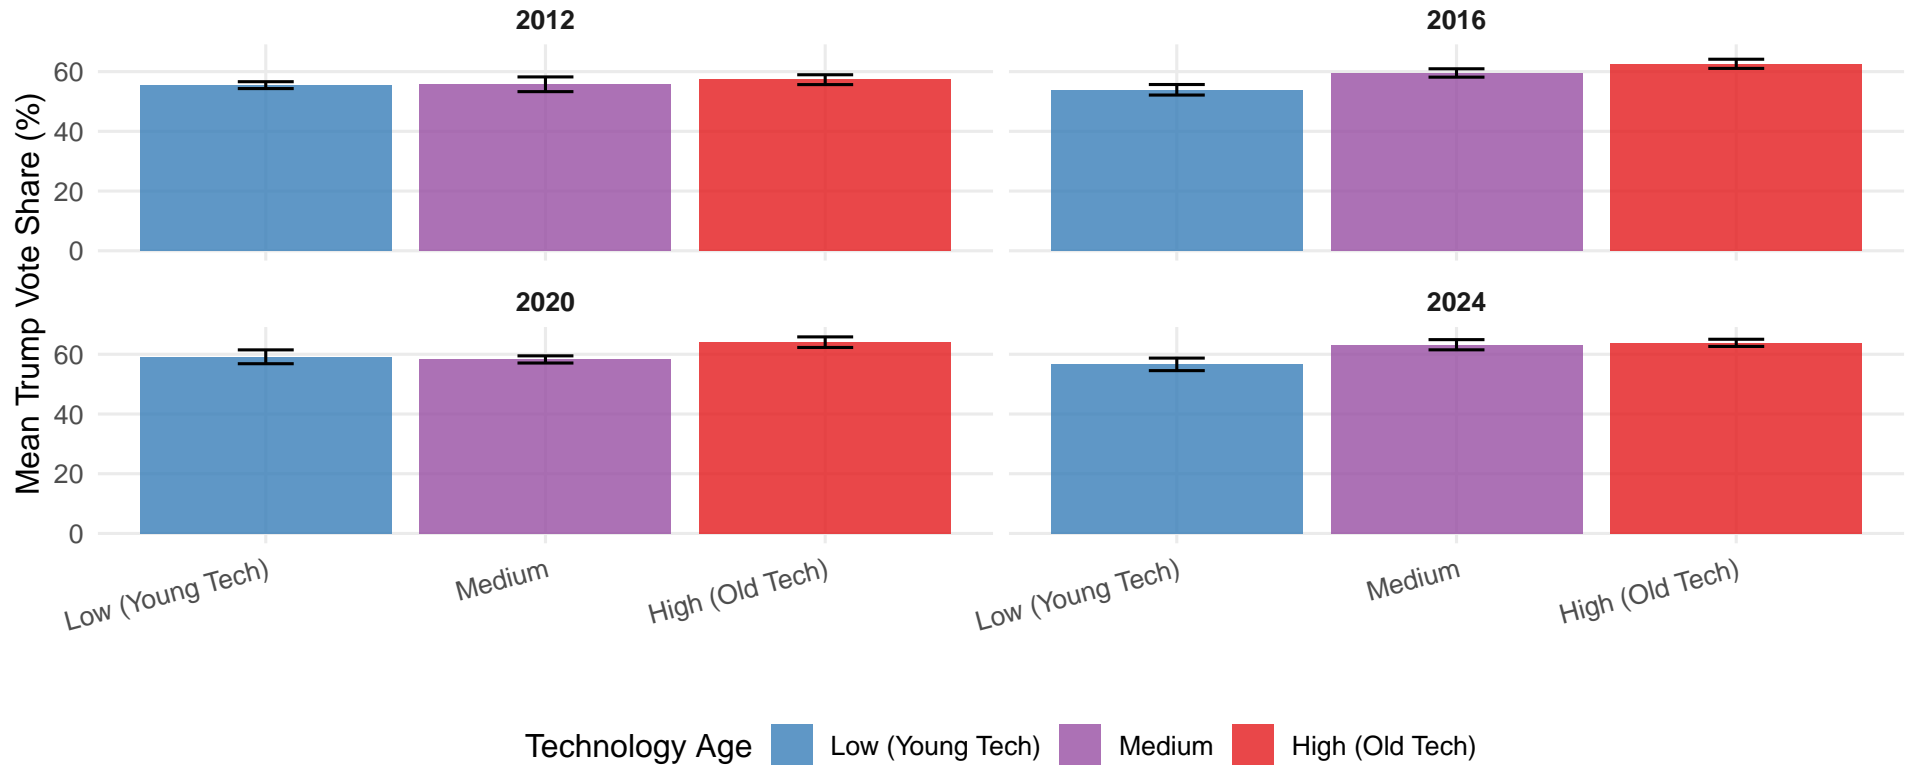 2012
2016
Mean Trump Vote Share (%)
60
40
20
0
2020
2024
60
40
20
0
Low (Young Tech)
Medium
High (Old Tech)
Low (Young Tech)
Medium
High (Old Tech)
Technology Age
Low (Young Tech)
Medium
High (Old Tech)